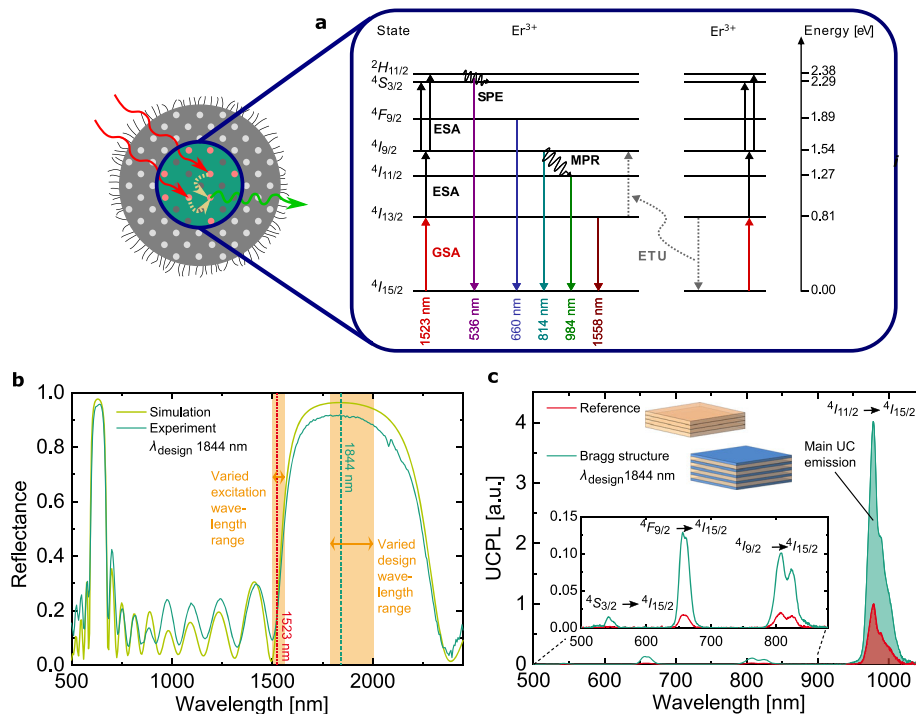 a
State Er³⁺ Er³⁺ Energy [eV]
²H₁₁/₂ 2.38
⁴S₃/₂ 2.29
SPE
⁴F₉/₂ 1.89
ESA
⁴I₉/₂ 1.54
MPR
⁴I₁₁/₂ 1.27
ESA
⁴I₁₃/₂ 0.81
GSA ETU
⁴I₁₅/₂ 0.00
1523 nm
536 nm
660 nm
814 nm
984 nm
1558 nm
b
1.0
0.8
0.6
0.4
0.2
0.0
Reflectance
Simulation
Experiment
λdesign 1844 nm
Varied
excitation
wave-
length
range
1844 nm
Varied
design
wave-
length
range
1523 nm
500 1000 1500 2000
Wavelength [nm]
c
4
3
2
1
0
UCPL [a.u.]
Reference
Bragg structure
λdesign 1844 nm
⁴I₁₁/₂ → ⁴I₁₅/₂
Main UC
emission
0.15
0.10
0.05
0.00
⁴F₉/₂ → ⁴I₁₅/₂
⁴I₉/₂ → ⁴I₁₅/₂
⁴S₃/₂ → ⁴I₁₅/₂
500 600 700 800
500 600 700 800 900 1000
Wavelength [nm]